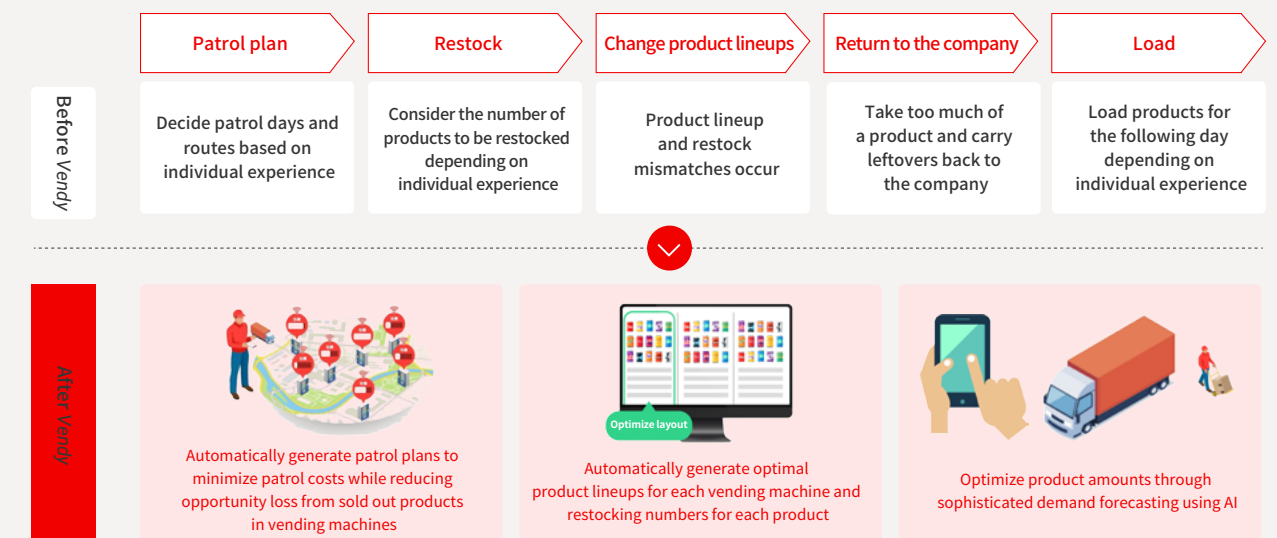 Patrol plan
Restock
Change product lineups
Return to the company
Load
Before Vendy
Decide patrol days and
routes based on
individual experience
Consider the number of
products to be restocked
depending on
individual experience
Product lineup
and restock
mismatches occur
Take too much of
a product and carry
leftovers back to
the company
Load products for
the following day
depending on
individual experience
After Vendy
Automatically generate patrol plans to
minimize patrol costs while reducing
opportunity loss from sold out products
in vending machines
Optimize layout
Automatically generate optimal
product lineups for each vending machine and
restocking numbers for each product
Optimize product amounts through
sophisticated demand forecasting using AI